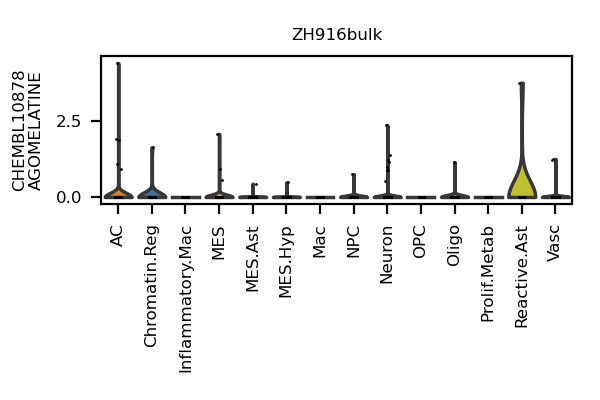 ZH916bulk
CHEMBL10878
AGOMELATINE
2.5
0.0
AC
Chromatin.Reg
Inflammatory.Mac
MES
MES.Ast
MES.Hyp
Mac
NPC
Neuron
OPC
Oligo
Prolif.Metab
Reactive.Ast
Vasc